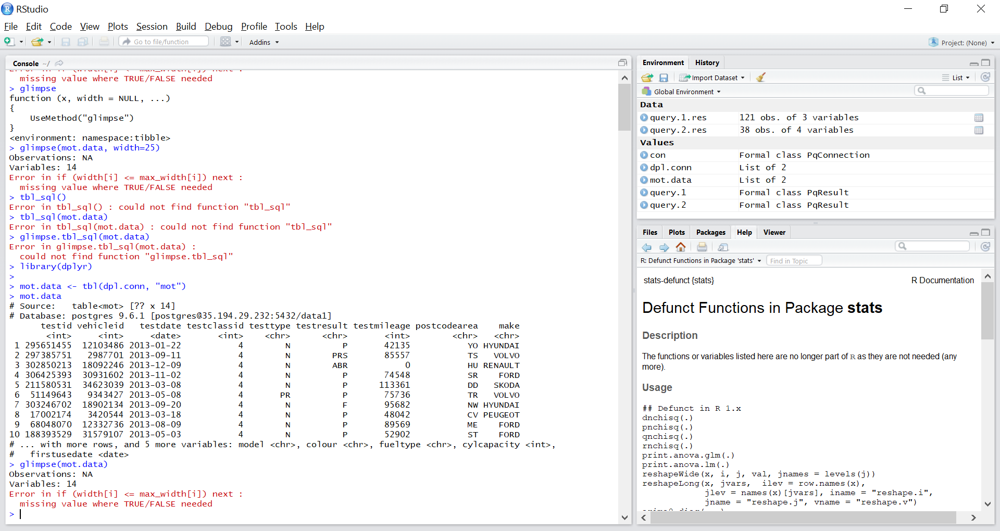 RStudio
File Edit Code View Plots Session Build Debug Profile Tools Help
Go to file/function Addins Project: (None)
Console ~/
missing value where TRUE/FALSE needed
> glimpse
function (x, width = NULL, ...)
{
    UseMethod("glimpse")
}
<environment: namespace:tibble>
> glimpse(mot.data, width=25)
Observations: NA
Variables: 14
Error in if (width[i] <= max_width[i]) next :
  missing value where TRUE/FALSE needed
> tbl_sql()
Error in tbl_sql() : could not find function "tbl_sql"
> tbl_sql(mot.data)
Error in tbl_sql(mot.data) : could not find function "tbl_sql"
> glimpse.tbl_sql(mot.data)
Error in glimpse.tbl_sql(mot.data) :
  could not find function "glimpse.tbl_sql"
> library(dplyr)
>
> mot.data <- tbl(dpl.conn, "mot")
> mot.data
# Source:   table<mot> [?? x 14]
# Database: postgres 9.6.1 [postgres@35.194.29.232:5432/data1]
testid vehicleid testdate testclassid testtype testresult testmileage postcodearea make
<int> <int> <date> <int> <chr> <chr> <int> <chr> <chr>
1 295651455 12103486 2013-01-22 4 N P 42135 YO HYUNDAI
2 297385751 2987701 2013-09-11 4 N PRS 85557 TS VOLVO
3 302850213 18092246 2013-12-09 4 N ABR 0 HU RENAULT
4 306425393 30931602 2013-11-02 4 N P 74548 SR FORD
5 211580531 34623039 2013-03-08 4 N P 113361 DD SKODA
6 51149643 9343427 2013-05-08 4 PR P 75736 TR VOLVO
7 303246702 18902134 2013-09-20 4 N F 95682 NW HYUNDAI
8 17002174 3420544 2013-03-18 4 N P 48042 CV PEUGEOT
9 68048070 12332736 2013-08-09 4 N P 89569 ME FORD
10 188393529 31579107 2013-05-03 4 N P 52902 ST FORD
# ... with more rows, and 5 more variables: model <chr>, colour <chr>, fueltype <chr>, cylcapacity <int>,
#   firstusedate <date>
> glimpse(mot.data)
Observations: NA
Variables: 14
Error in if (width[i] <= max_width[i]) next :
  missing value where TRUE/FALSE needed
>
Environment History
Import Dataset List
Global Environment
Data
query.1.res 121 obs. of 3 variables
query.2.res 38 obs. of 4 variables
Values
con Formal class PqConnection
dpl.conn List of 2
mot.data List of 2
query.1 Formal class PqResult
query.2 Formal class PqResult
Files Plots Packages Help Viewer
R: Defunct Functions in Package 'stats' Find in Topic
stats-defunct {stats} R Documentation
Defunct Functions in Package stats
Description
The functions or variables listed here are no longer part of R as they are not needed (any
more).
Usage
## Defunct in R 1.x
dnchisq(.)
pnchisq(.)
qnchisq(.)
rnchisq(.)
print.anova.glm(.)
print.anova.lm(.)
reshapeWide(x, i, j, val, jnames = levels(j))
reshapeLong(x, jvars,  ilev = row.names(x),
            jlev = names(x)[jvars], iname = "reshape.i",
            jname = "reshape.j", vname = "reshape.v")